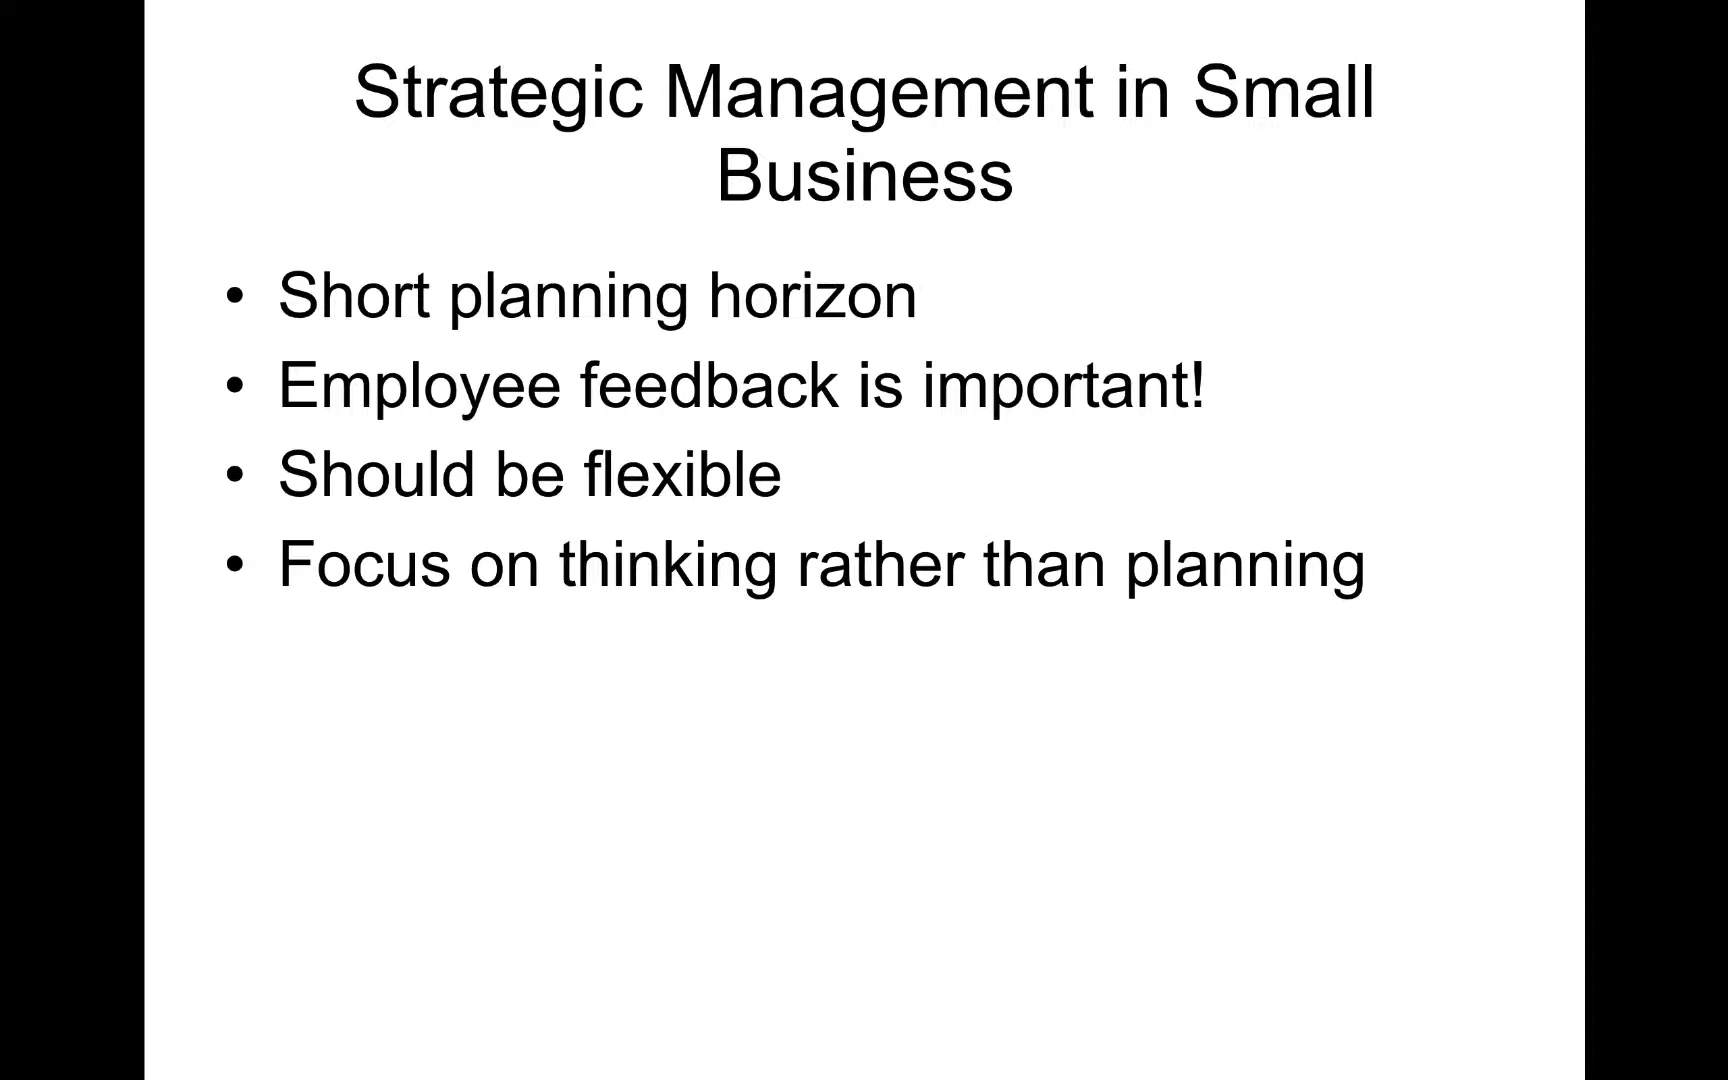 Strategic Management in Small
Business
• Short planning horizon
• Employee feedback is important!
• Should be flexible
• Focus on thinking rather than planning